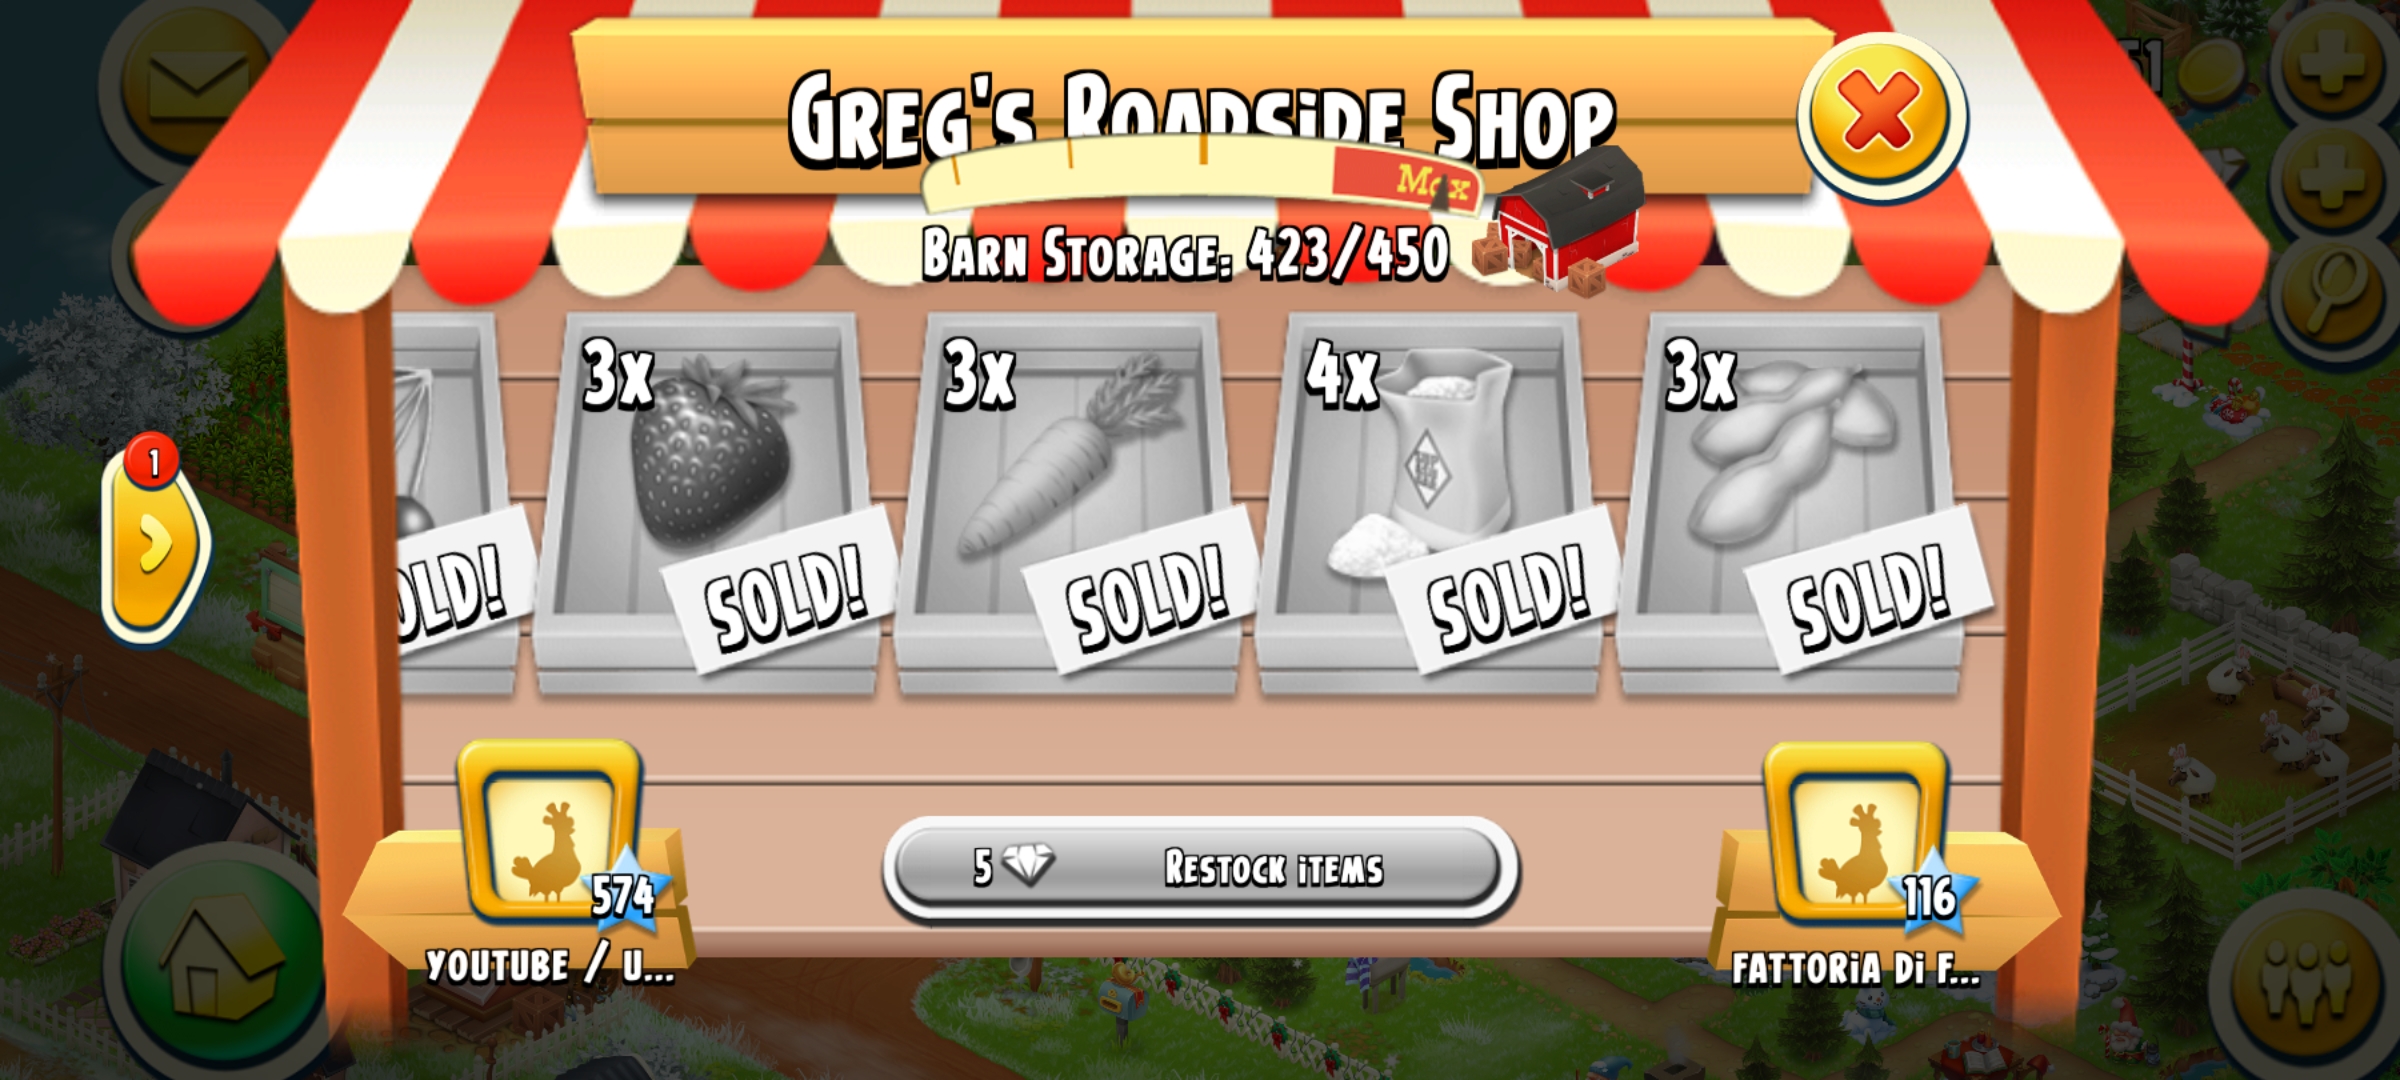 GREG'S ROADSIDE SHOP
Max
BARN STORAGE: 423/450
3x
3x
4x
3x
OLD!
SOLD!
SOLD!
SOLD!
SOLD!
1
574
YOUTUBE / U...
5
RESTOCK ITEMS
116
FATTORIA DI F...